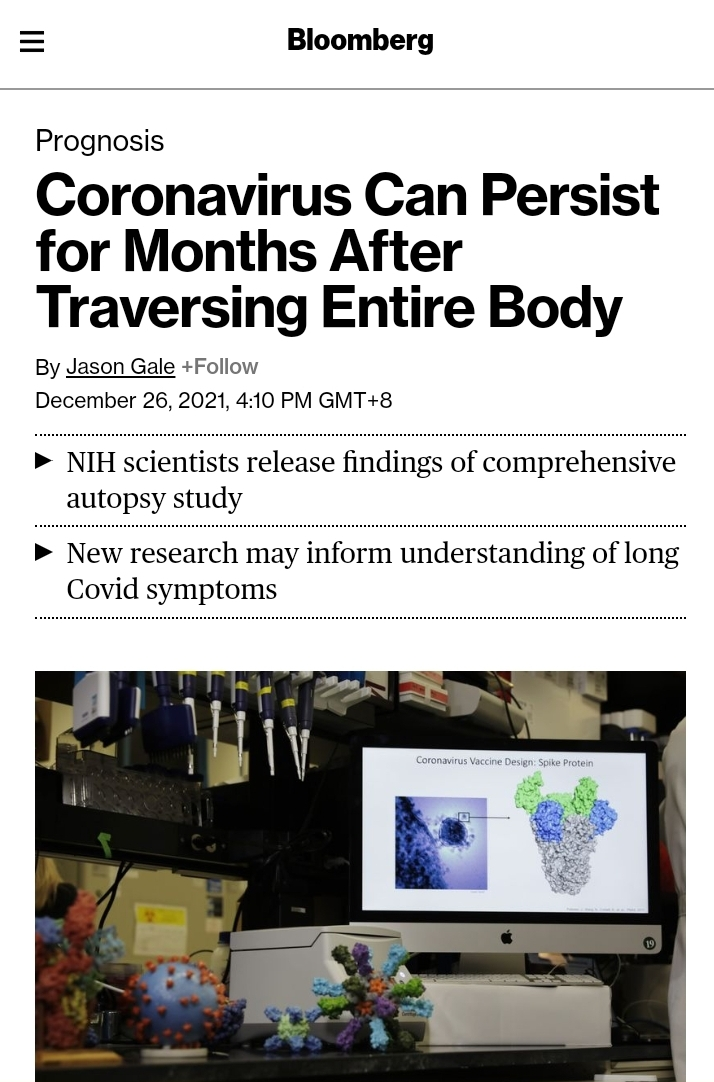 Bloomberg
Prognosis
Coronavirus Can Persist
for Months After
Traversing Entire Body
By Jason Gale +Follow
December 26, 2021, 4:10 PM GMT+8
NIH scientists release findings of comprehensive
autopsy study
New research may inform understanding of long
Covid symptoms
Coronavirus Vaccine Design: Spike Protein
19